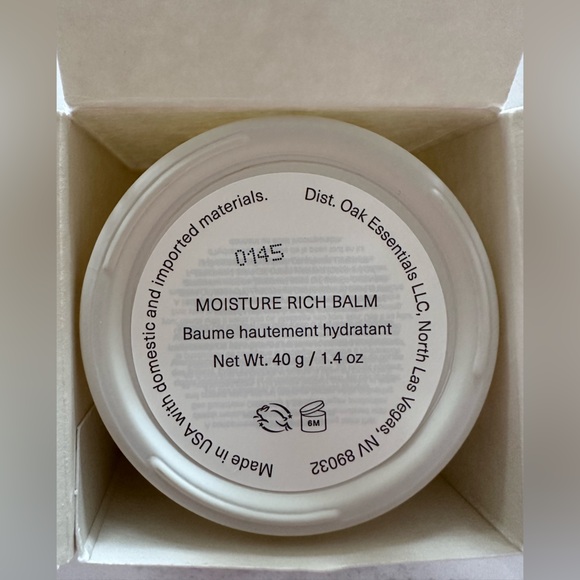 Dist. Oak Essentials LLC, North Las Vegas, NV 89032
Made in USA with domestic and imported materials.
0145
MOISTURE RICH BALM
Baume hautement hydratant
Net Wt. 40 g / 1.4 oz
6M